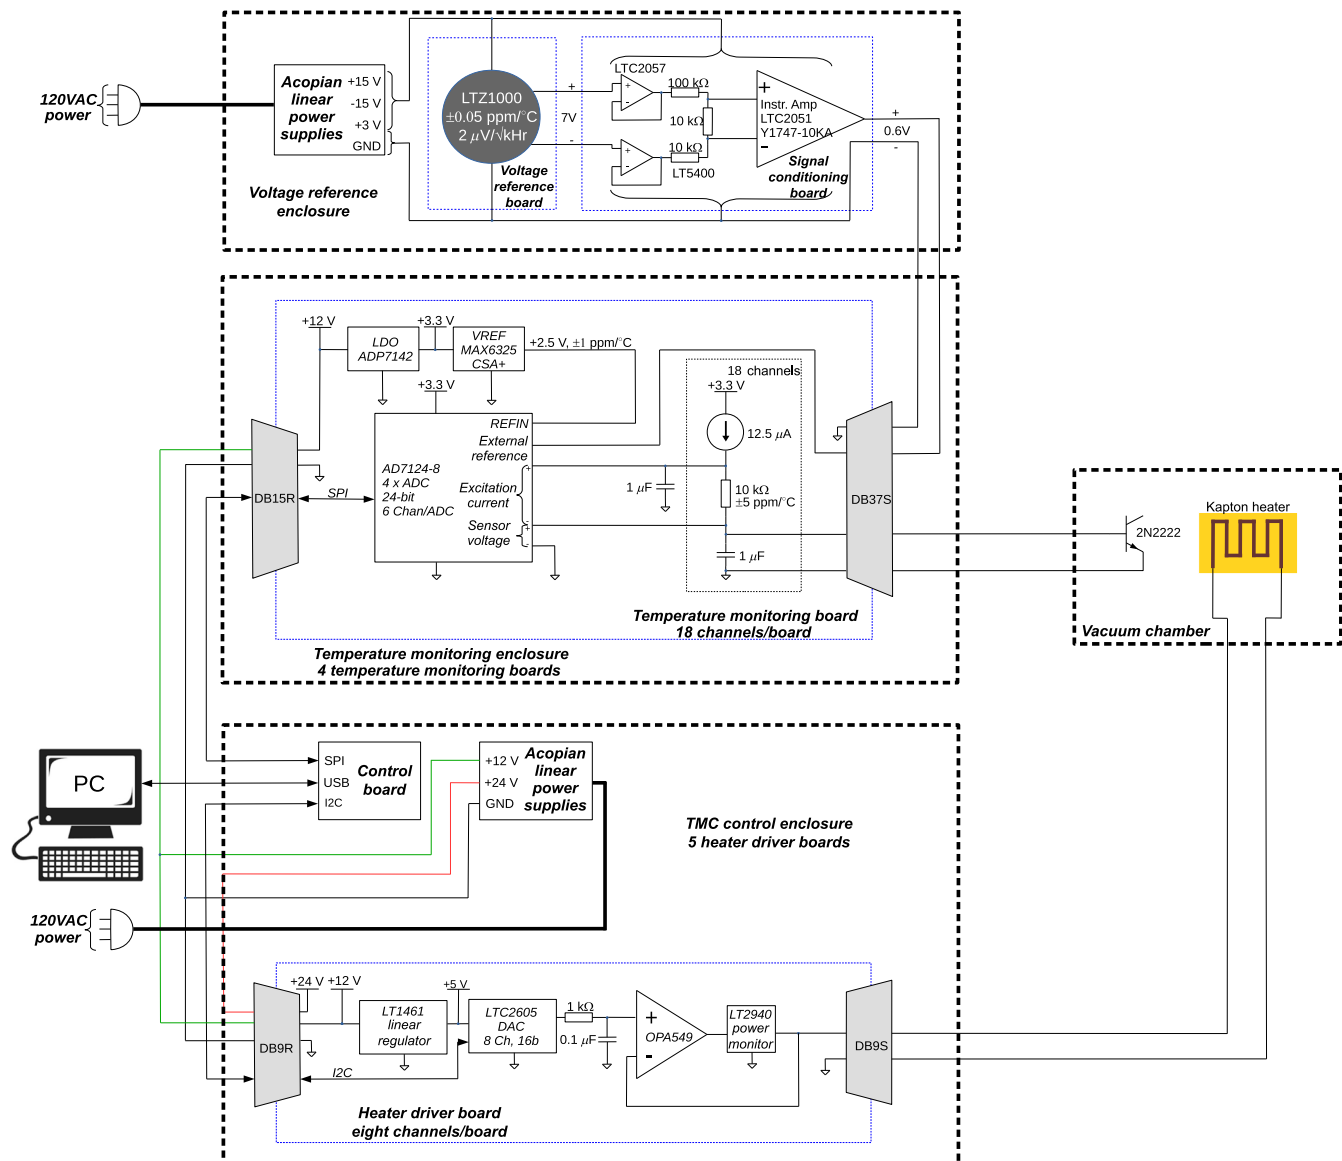 120VAC
power
Acopian
linear
power
supplies
+15 V
-15 V
+3 V
GND
Voltage reference
enclosure
LTZ1000
±0.05 ppm/°C
2 μV/√kHr
Voltage
reference
board
+
7V
-
LTC2057
+
-
+
-
100 kΩ
10 kΩ
10 kΩ
LT5400
+
Instr. Amp
LTC2051
Y1747-10KA
-
Signal
conditioning
board
+
0.6V
-
+12 V
LDO
ADP7142
+3.3 V
VREF
MAX6325
CSA+
+2.5 V, ±1 ppm/°C
+3.3 V
18 channels
+3.3 V
12.5 μA
10 kΩ
±5 ppm/°C
1 μF
1 μF
REFIN
External
reference
+
Excitation
current
-
+
Sensor
voltage
-
AD7124-8
4 x ADC
24-bit
6 Chan/ADC
DB15R
SPI
DB37S
Temperature monitoring board
18 channels/board
Temperature monitoring enclosure
4 temperature monitoring boards
2N2222
Kapton heater
Vacuum chamber
PC
SPI
USB
I2C
Control
board
+12 V
+24 V
GND
Acopian
linear
power
supplies
TMC control enclosure
5 heater driver boards
120VAC
power
+24 V
+12 V
DB9R
LT1461
linear
regulator
+5 V
LTC2605
DAC
8 Ch, 16b
I2C
1 kΩ
0.1 μF
+
OPA549
-
LT2940
power
monitor
DB9S
Heater driver board
eight channels/board